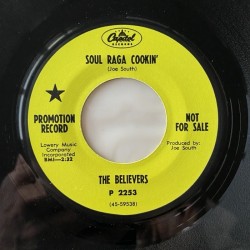 Capitol
RECORDS
SOUL RAGA COOKIN'
(Joe South)
PROMOTION
RECORD
NOT
FOR SALE
Lowery Music
Company
Incorporated
BMI-2:32
Produced by:
Joe South
THE BELIEVERS
P 2253
(45-59538)